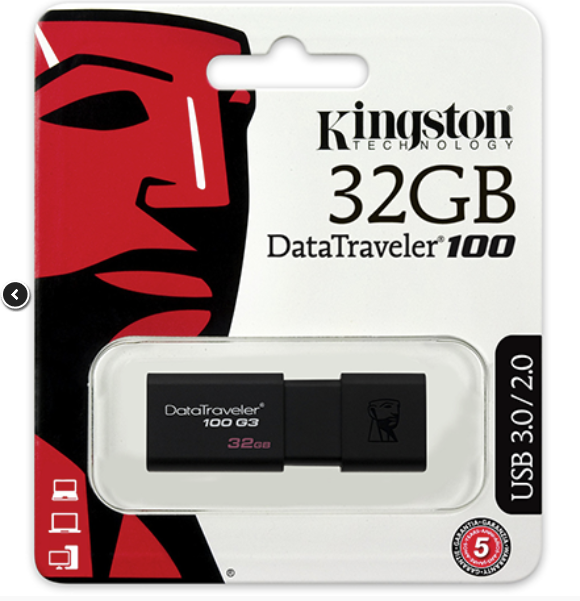 Kingston®
TECHNOLOGY
32GB
DataTraveler® 100
DataTraveler®
100 G3
32GB
USB 3.0 / 2.0
5
®